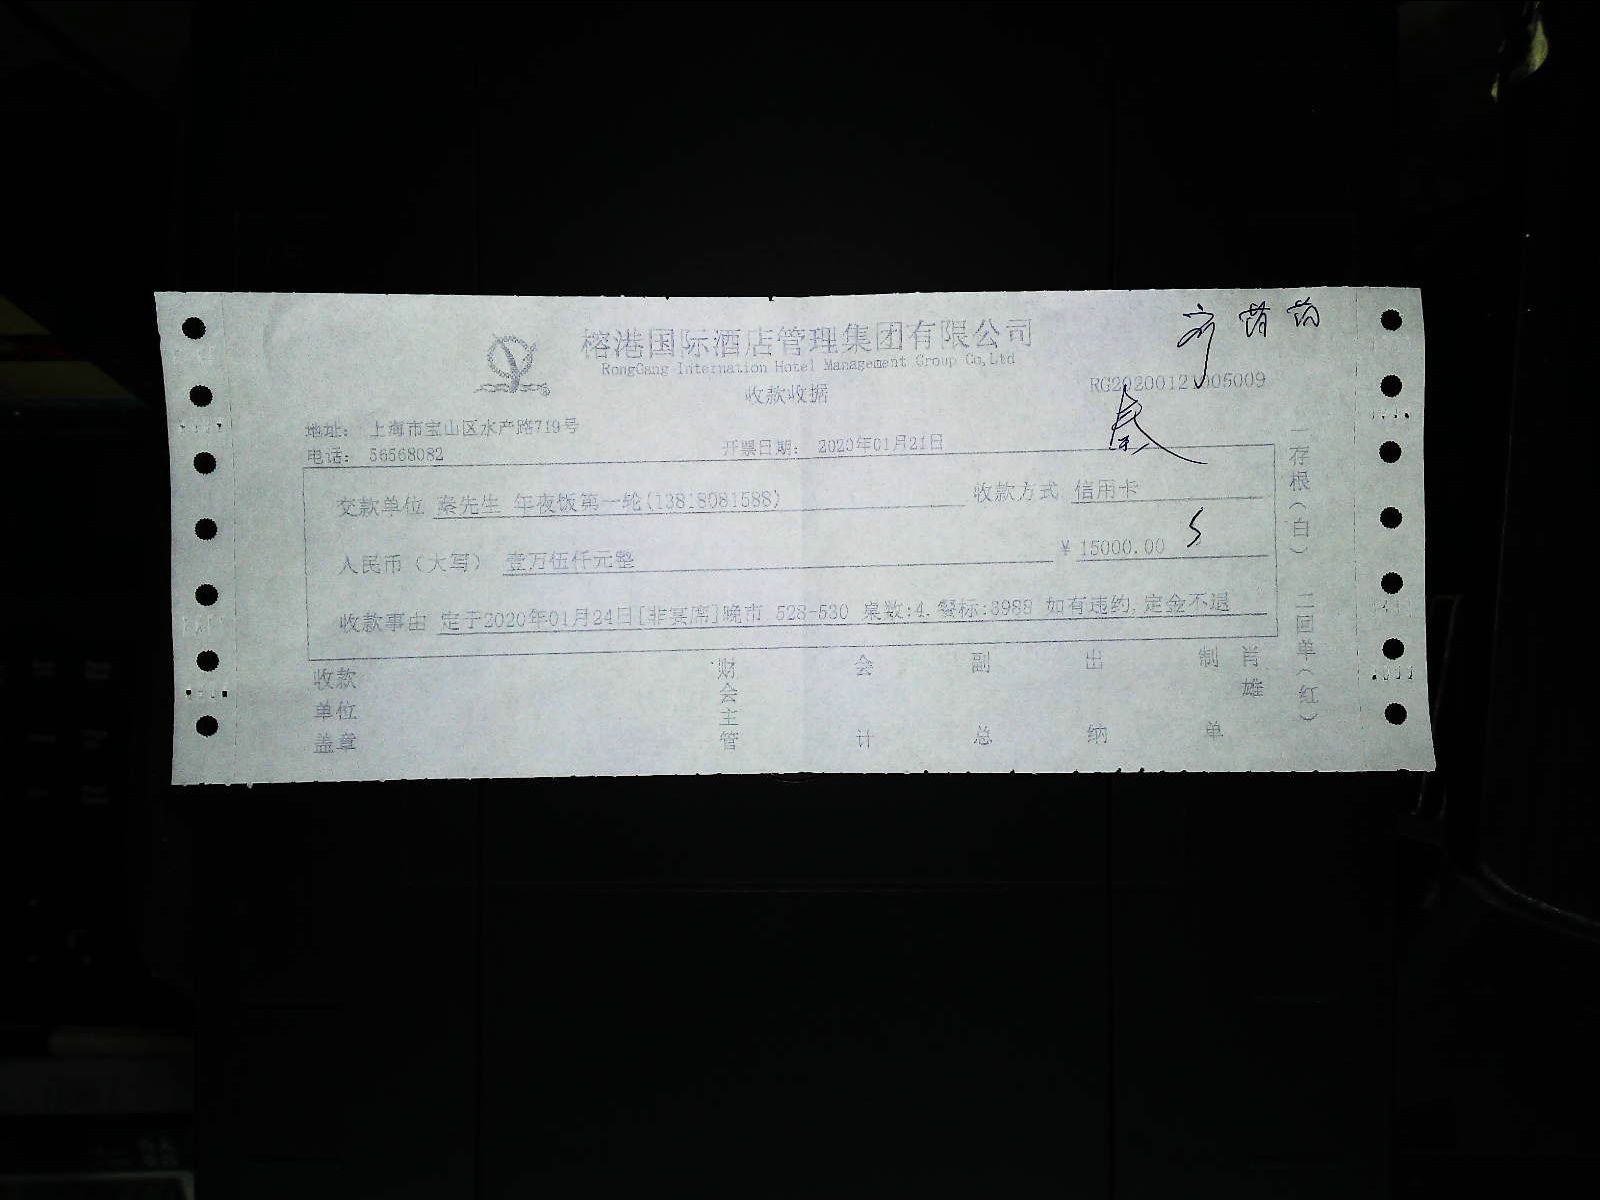 榕港国际酒店管理集团有限公司
RongGang Internation Hotel Management Group Co,Ltd
收款收据
RG20200121005009
地址: 上海市宝山区水产路719号
电话: 56568082
开票日期: 2020年01月21日
交款单位 秦先生 年夜饭第一轮(13818081588) 收款方式 信用卡
人民币(大写) 壹万伍仟元整 ¥ 15000.00
收款事由 定于2020年01月24日[非宴席]晚市 528-530 桌数:4.餐标:3988 如有违约,定金不退
收款单位盖章 财会主管 会计 副总 出纳 制单 肖雄
一存根(白) 二回单(红)